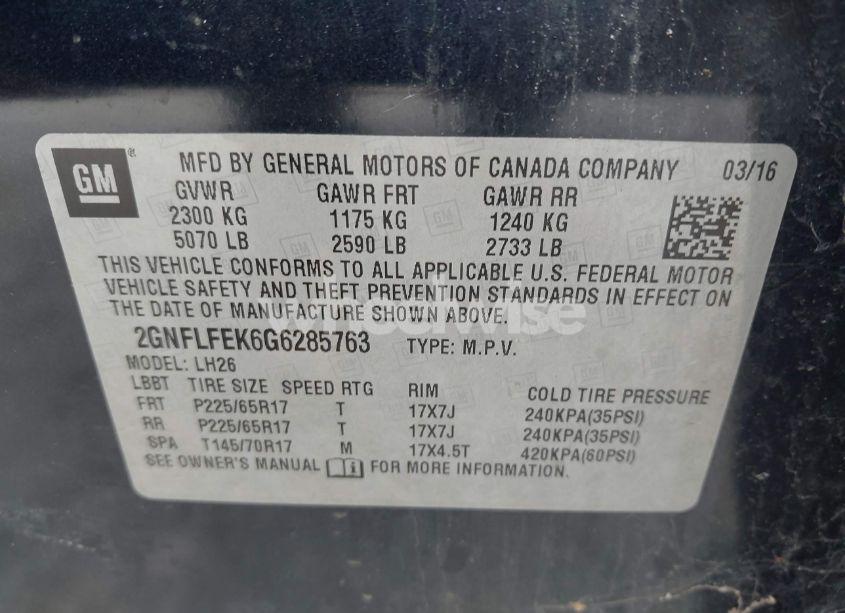 GM ® MFD BY GENERAL MOTORS OF CANADA COMPANY 03/16
GVWR GAWR FRT GAWR RR
2300 KG 1175 KG 1240 KG
5070 LB 2590 LB 2733 LB
THIS VEHICLE CONFORMS TO ALL APPLICABLE U.S. FEDERAL MOTOR
VEHICLE SAFETY AND THEFT PREVENTION STANDARDS IN EFFECT ON
THE DATE OF MANUFACTURE SHOWN ABOVE.
wheelerwise
2GNFLFEK6G6285763 TYPE: M.P.V.
MODEL: LH26
LBBT TIRE SIZE SPEED RTG RIM COLD TIRE PRESSURE
FRT P225/65R17 T 17X7J 240KPA(35PSI)
RR P225/65R17 T 17X7J 240KPA(35PSI)
SPA T145/70R17 M 17X4.5T 420KPA(60PSI)
SEE OWNER'S MANUAL FOR MORE INFORMATION.